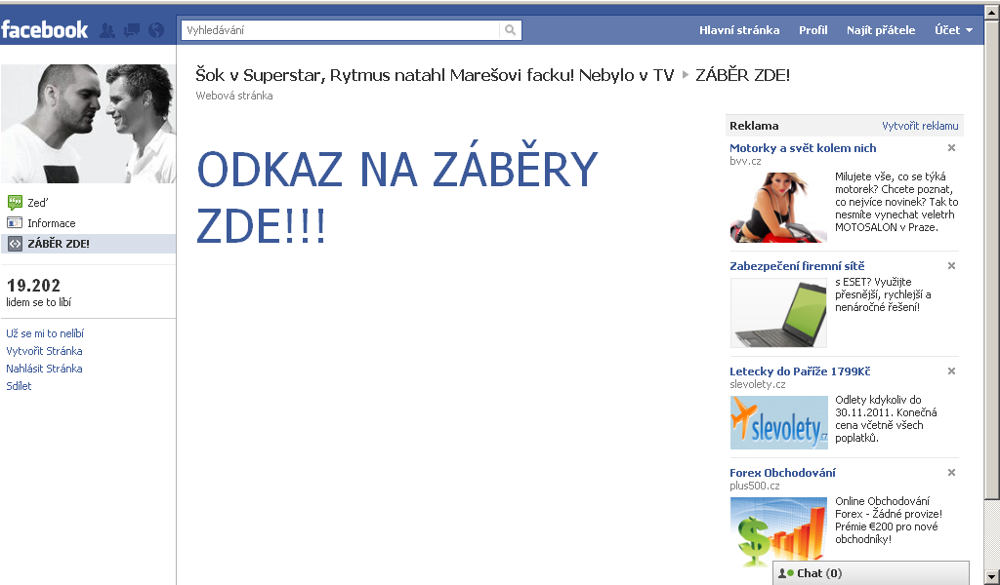 facebook
Vyhledávání
Hlavní stránka Profil Najít přátele Účet
Šok v Superstar, Rytmus natahl Marešovi facku! Nebylo v TV ZÁBĚR ZDE!
Webová stránka
Zeď
Informace
ZÁBĚR ZDE!
19.202
lidem se to líbí
Už se mi to nelíbí
Vytvořit Stránka
Nahlásit Stránka
Sdílet
ODKAZ NA ZÁBĚRY
ZDE!!!
Reklama Vytvořit reklamu
Motorky a svět kolem nich
bvv.cz
Milujete vše, co se týká
motorek? Chcete poznat,
co nejvíce novinek? Tak to
nesmíte vynechat veletrh
MOTOSALON v Praze.
Zabezpečení firemní sítě
s ESET? Využijte
přesnější, rychlejší a
nenáročné řešení!
Letecky do Paříže 1799Kč
slevolety.cz
slevolety.cz
Odlety kdykoliv do
30.11.2011. Konečná
cena včetně všech
poplatků.
Forex Obchodování
plus500.cz
$
Online Obchodování
Forex - Žádné provize!
Prémie €200 pro nové
obchodníky!
Chat (0)